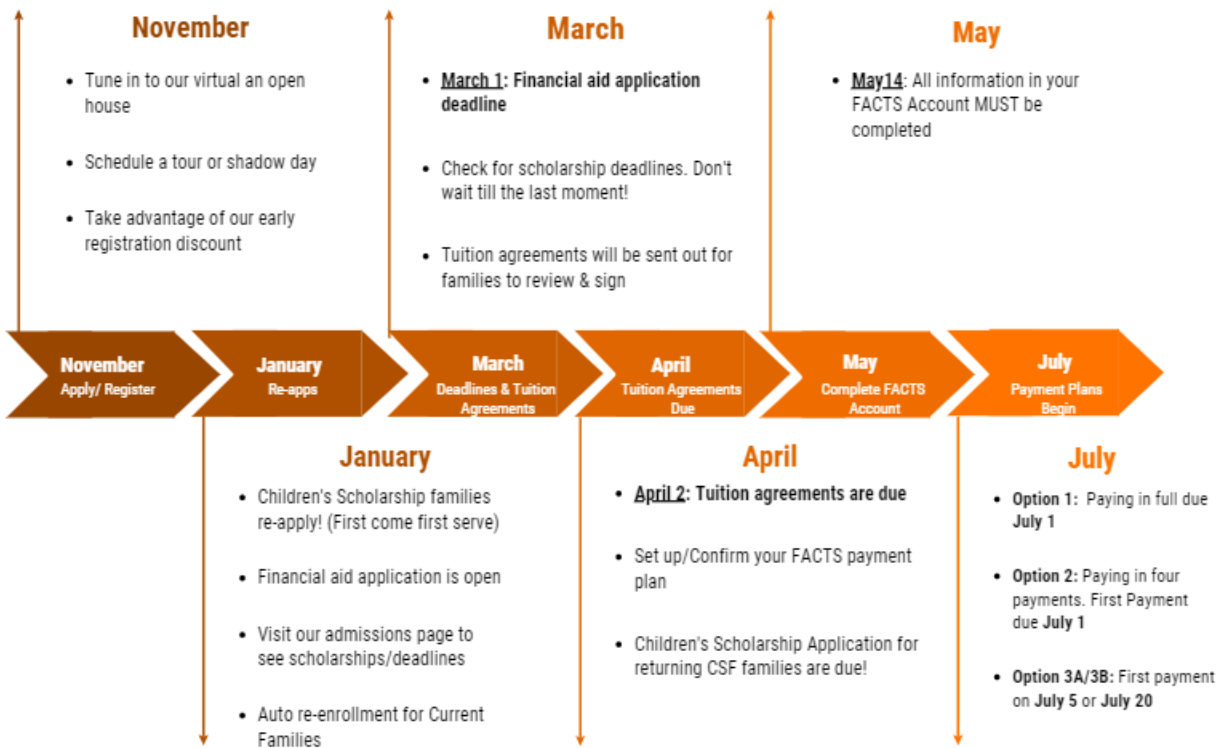 November
• Tune in to our virtual an open
house
• Schedule a tour or shadow day
• Take advantage of our early
registration discount
March
• March 1: Financial aid application
deadline
• Check for scholarship deadlines. Don't
wait till the last moment!
• Tuition agreements will be sent out for
families to review & sign
May
• May14: All information in your
FACTS Account MUST be
completed
November
Apply/ Register
January
Re-apps
March
Deadlines & Tuition
Agreements
April
Tuition Agreements
Due
May
Complete FACTS
Account
July
Payment Plans
Begin
January
• Children's Scholarship families
re-apply! (First come first serve)
• Financial aid application is open
• Visit our admissions page to
see scholarships/deadlines
• Auto re-enrollment for Current
Families
April
• April 2: Tuition agreements are due
• Set up/Confirm your FACTS payment
plan
• Children's Scholarship Application for
returning CSF families are due!
July
• Option 1: Paying in full due
July 1
• Option 2: Paying in four
payments. First Payment
due July 1
• Option 3A/3B: First payment
on July 5 or July 20